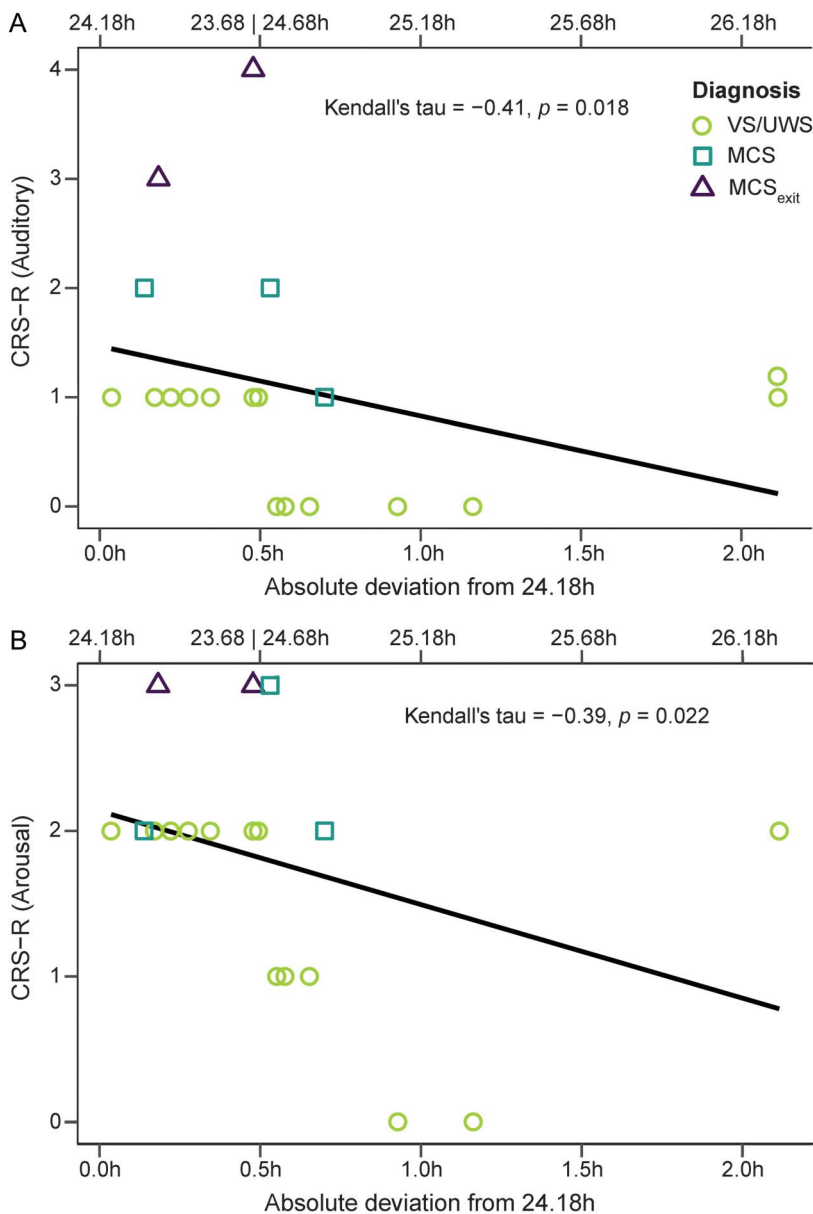 A
24.18h 23.68 | 24.68h 25.18h 25.68h 26.18h
4
3
2
1
0
CRS−R (Auditory)
Kendall's tau = −0.41, p = 0.018
Diagnosis
VS/UWS
MCS
MCSexit
0.0h 0.5h 1.0h 1.5h 2.0h
Absolute deviation from 24.18h
B
24.18h 23.68 | 24.68h 25.18h 25.68h 26.18h
3
2
1
0
CRS−R (Arousal)
Kendall's tau = −0.39, p = 0.022
0.0h 0.5h 1.0h 1.5h 2.0h
Absolute deviation from 24.18h